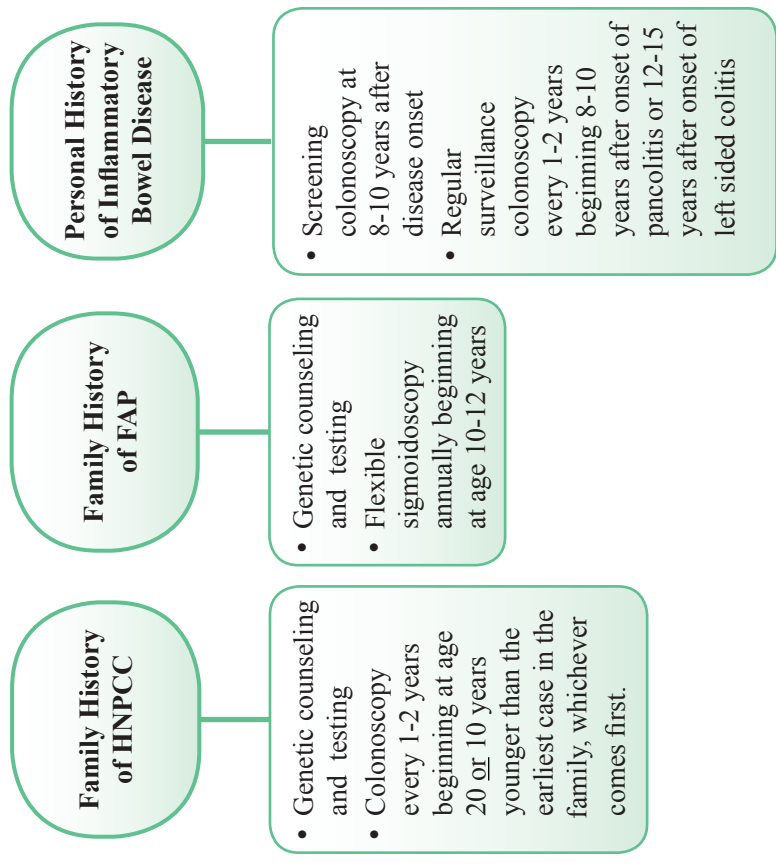 Family History
of HNPCC
• Genetic counseling
and testing
• Colonoscopy
every 1-2 years
beginning at age
20 or 10 years
younger than the
earliest case in the
family, whichever
comes first.
Family History
of FAP
• Genetic counseling
and testing
• Flexible
sigmoidoscopy
annually beginning
at age 10-12 years
Personal History
of Inflammatory
Bowel Disease
• Screening
colonoscopy at
8-10 years after
disease onset
• Regular
surveillance
colonoscopy
every 1-2 years
beginning 8-10
years after onset of
pancolitis or 12-15
years after onset of
left sided colitis